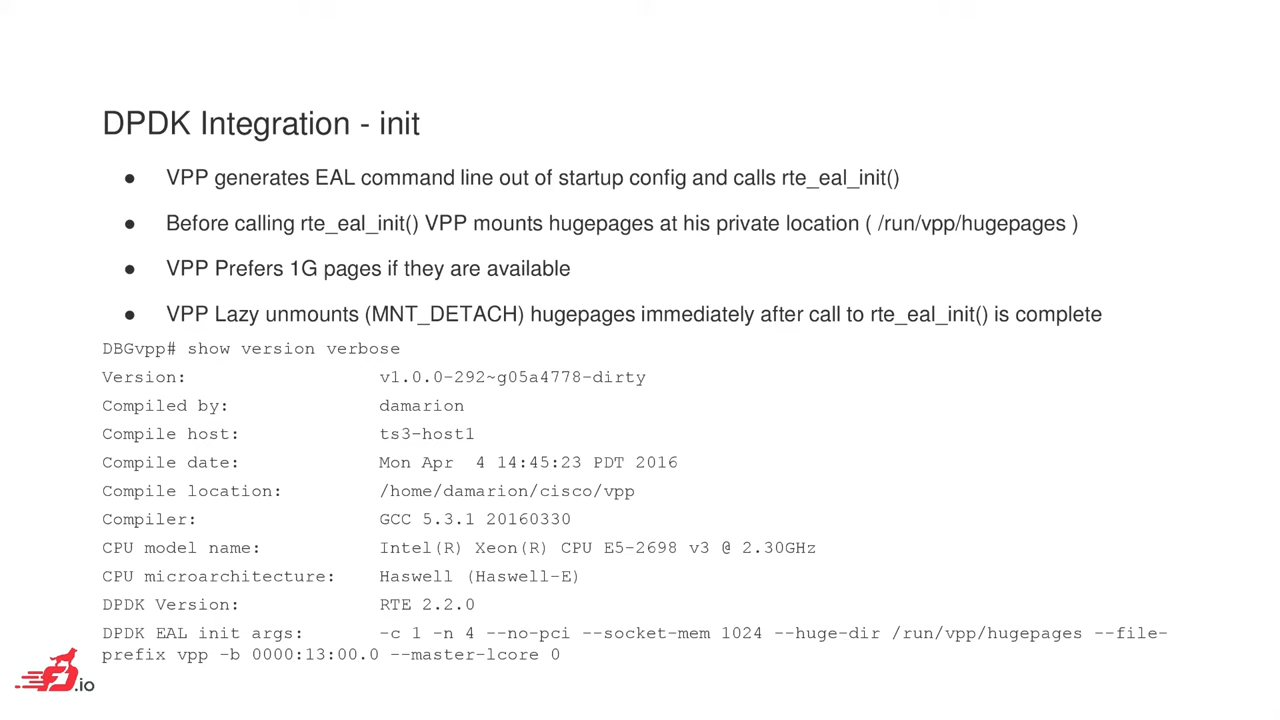 DPDK Integration - init
● VPP generates EAL command line out of startup config and calls rte_eal_init()
● Before calling rte_eal_init() VPP mounts hugepages at his private location ( /run/vpp/hugepages )
● VPP Prefers 1G pages if they are available
● VPP Lazy unmounts (MNT_DETACH) hugepages immediately after call to rte_eal_init() is complete
DBGvpp# show version verbose
Version: v1.0.0-292~g05a4778-dirty
Compiled by: damarion
Compile host: ts3-host1
Compile date: Mon Apr  4 14:45:23 PDT 2016
Compile location: /home/damarion/cisco/vpp
Compiler: GCC 5.3.1 20160330
CPU model name: Intel(R) Xeon(R) CPU E5-2698 v3 @ 2.30GHz
CPU microarchitecture: Haswell (Haswell-E)
DPDK Version: RTE 2.2.0
DPDK EAL init args: -c 1 -n 4 --no-pci --socket-mem 1024 --huge-dir /run/vpp/hugepages --file-
prefix vpp -b 0000:13:00.0 --master-lcore 0
FD.io